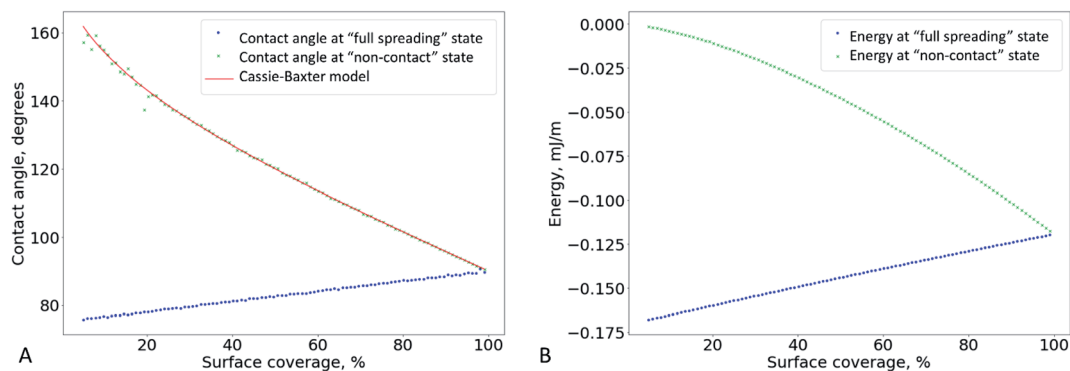 160
140
120
100
80
Contact angle, degrees
Contact angle at “full spreading” state
Contact angle at “non-contact” state
Cassie-Baxter model
20
40
60
80
100
Surface coverage, %
A
0.000
−0.025
−0.050
−0.075
−0.100
−0.125
−0.150
−0.175
Energy, mJ/m
Energy at “full spreading” state
Energy at “non-contact” state
20
40
60
80
100
Surface coverage, %
B